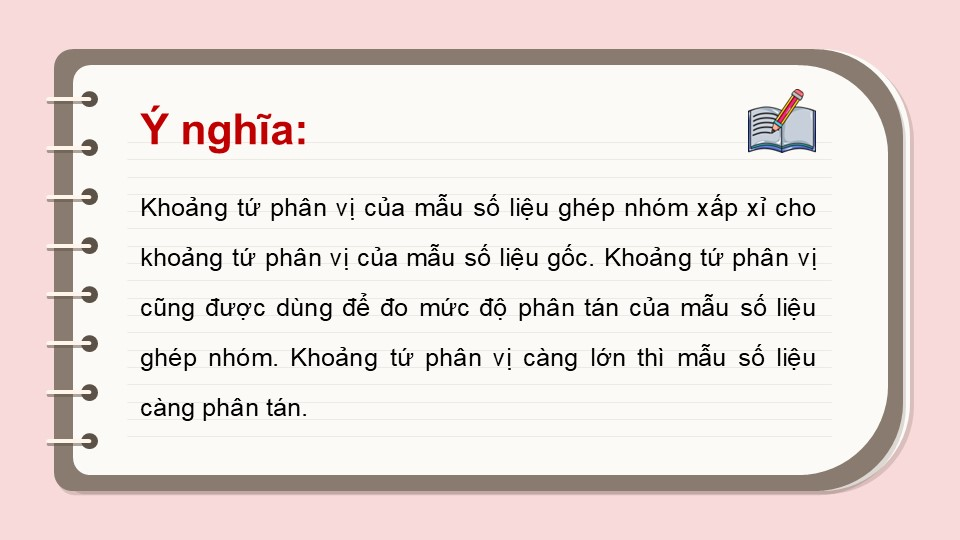 Ý nghĩa:
Khoảng tứ phân vị của mẫu số liệu ghép nhóm xấp xỉ cho
khoảng tứ phân vị của mẫu số liệu gốc. Khoảng tứ phân vị
cũng được dùng để đo mức độ phân tán của mẫu số liệu
ghép nhóm. Khoảng tứ phân vị càng lớn thì mẫu số liệu
càng phân tán.